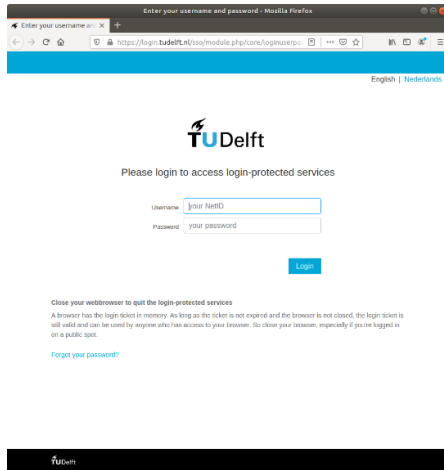 Enter your username and password - Mozilla Firefox
Enter your username an
https://login.tudelft.nl/sso/module.php/core/loginuserpa
English | Nederlands
TUDelft
Please login to access login-protected services
Username your NetID
Password your password
Login
Close your webbrowser to quit the login-protected services
A browser has the login ticket in memory. As long as the ticket is not expired and the browser is not closed, the login ticket is
still valid and can be used by anyone who has access to your browser. So close your browser, especially if you're logged in
on a public spot.
Forgot your password?
TUDelft